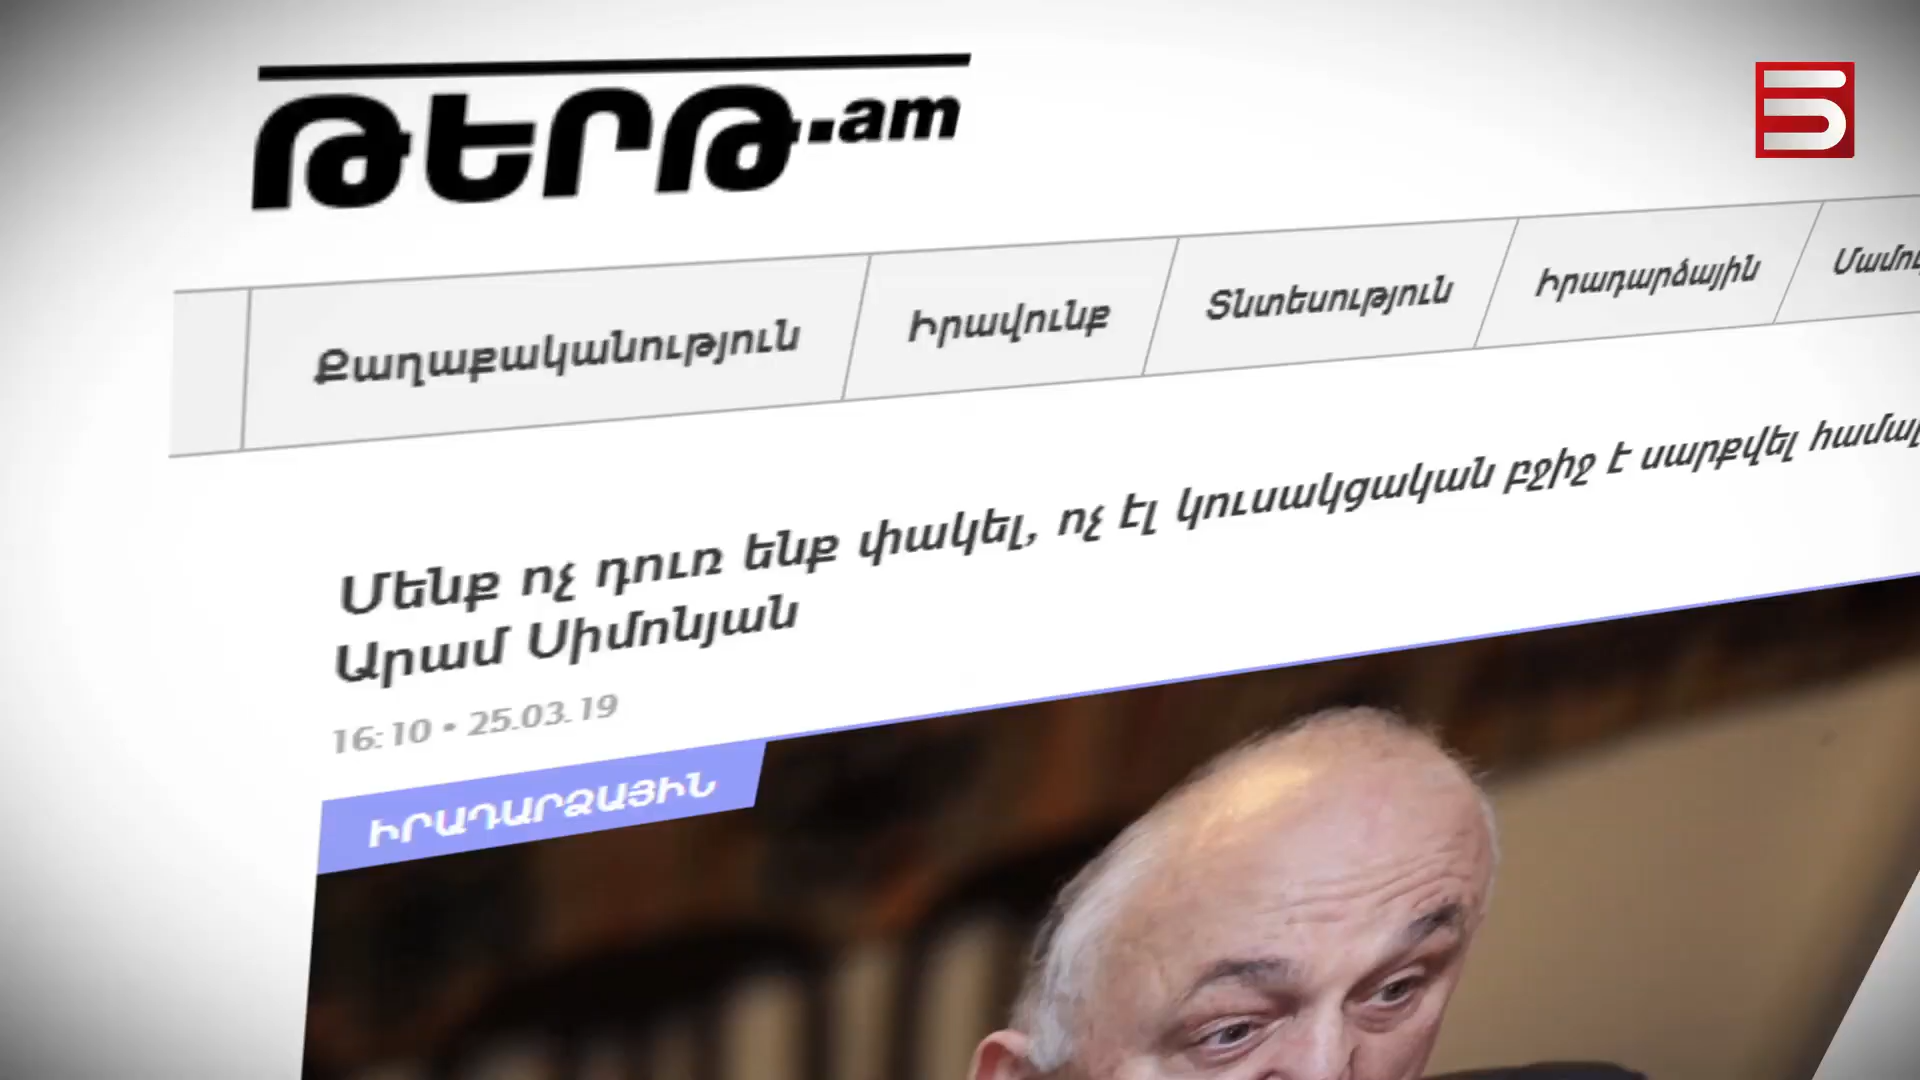 ԹԵՐԹ.am
5
Քաղաքականություն Իրավունք Տնտեսություն Իրադարձային
Մենք ոչ դուռ ենք փակել, ոչ էլ կուսակցական բջիջ է սարքվել
Արամ Սիմոնյան
16:10 • 25.03.19
ԻՐԱԴԱՐՁԱՅԻՆ